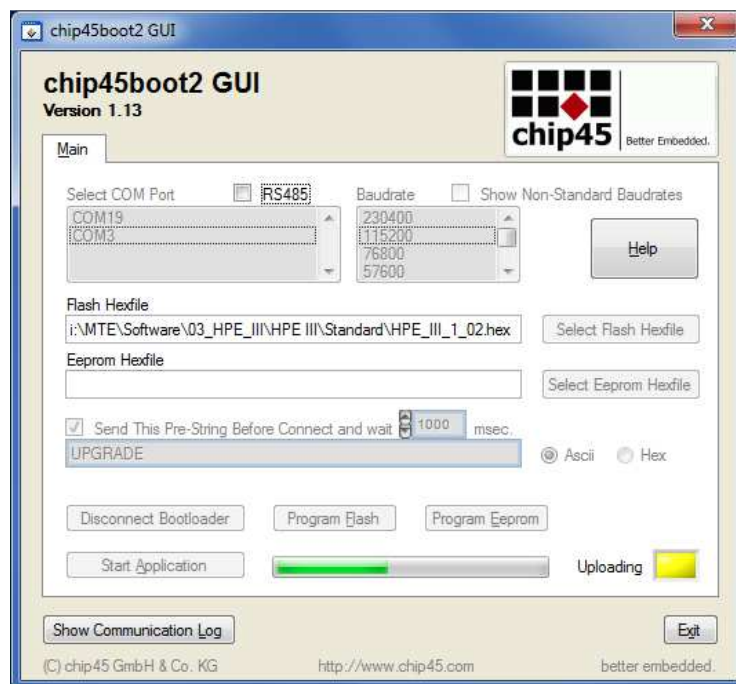 chip45boot2 GUI
chip45boot2 GUI
Version 1.13
chip45 Better Embedded.
Main
Select COM Port RS485 Baudrate Show Non-Standard Baudrates
COM19 230400
COM3 115200
76800
57600
Help
Flash Hexfile
i:\MTE\Software\03_HPE_III\HPE III\Standard\HPE_III_1_02.hex Select Flash Hexfile
Eeprom Hexfile
Select Eeprom Hexfile
Send This Pre-String Before Connect and wait 1000 msec.
UPGRADE Ascii Hex
Disconnect Bootloader Program Flash Program Eeprom
Start Application Uploading
Show Communication Log Exit
(C) chip45 GmbH & Co. KG http://www.chip45.com better embedded.